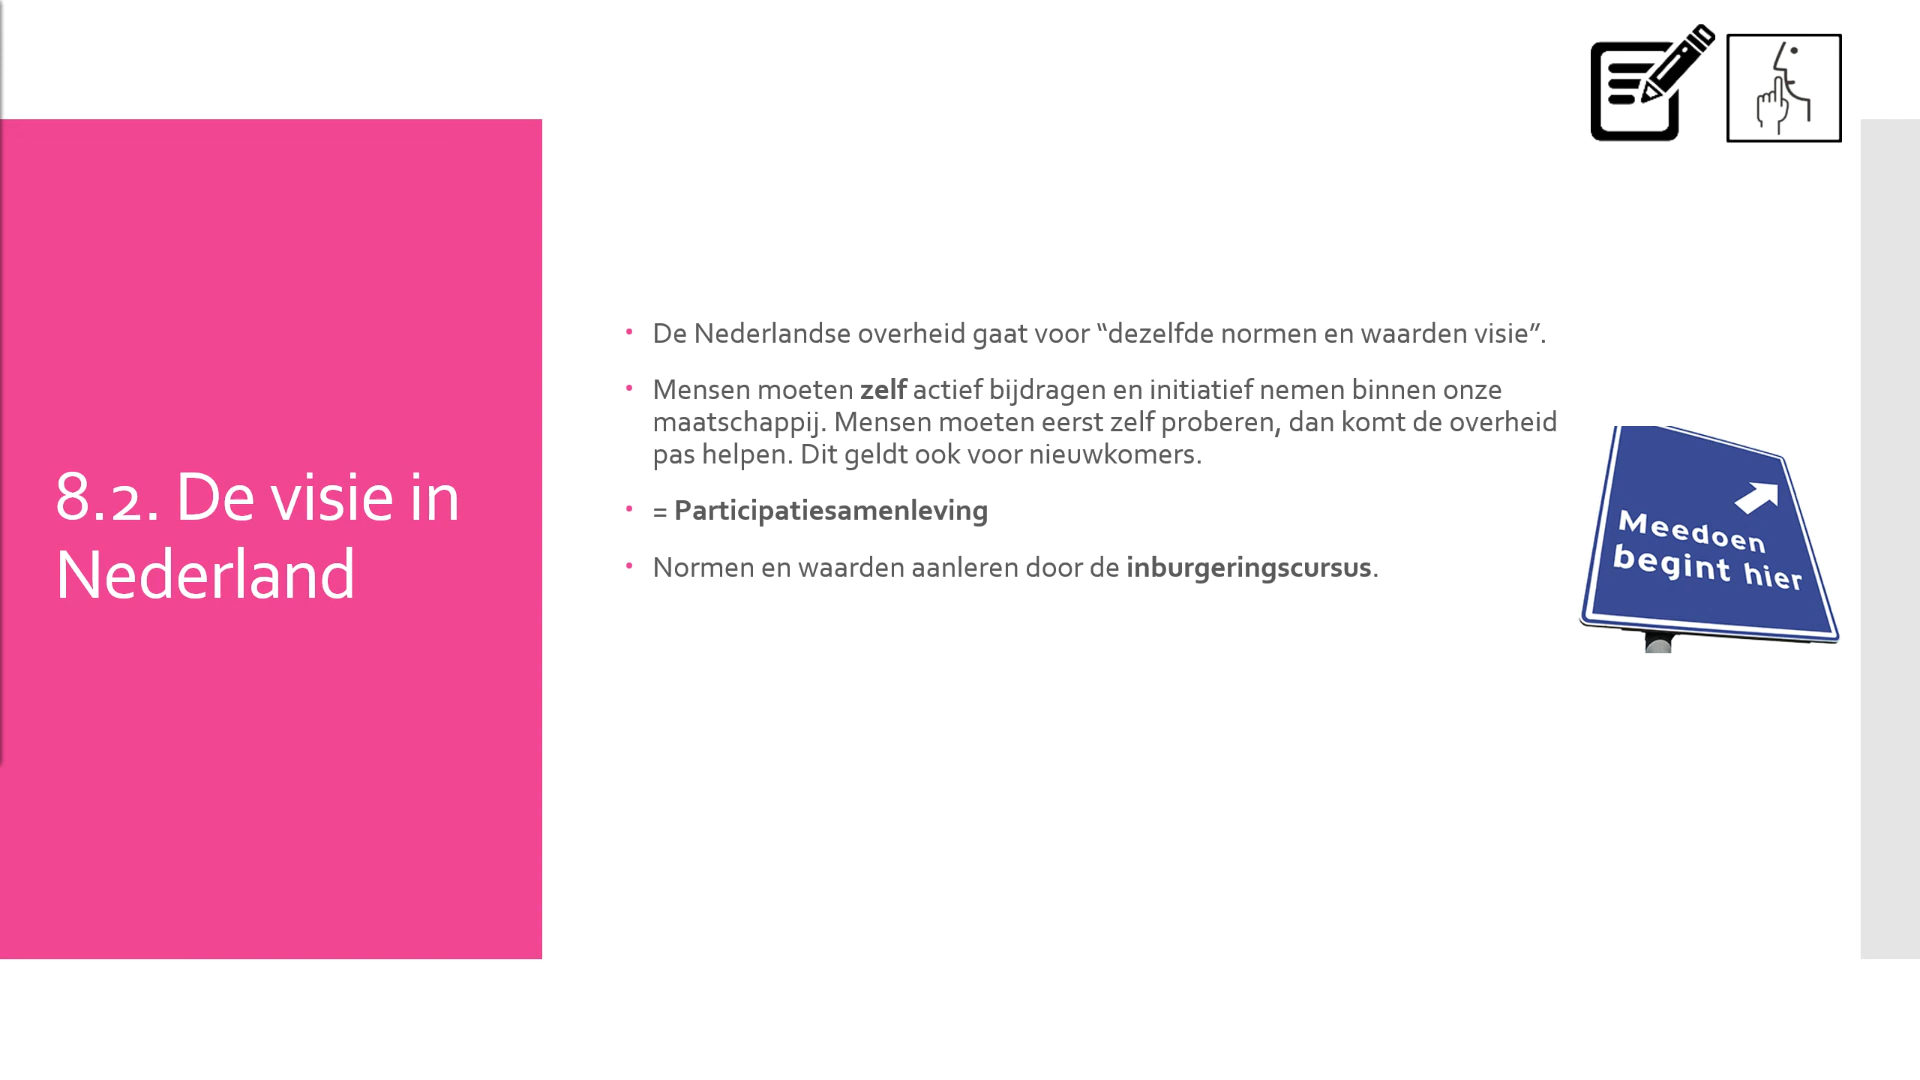 8.2. De visie in
Nederland
• De Nederlandse overheid gaat voor “dezelfde normen en waarden visie”.
• Mensen moeten zelf actief bijdragen en initiatief nemen binnen onze
maatschappij. Mensen moeten eerst zelf proberen, dan komt de overheid
pas helpen. Dit geldt ook voor nieuwkomers.
• = Participatiesamenleving
• Normen en waarden aanleren door de inburgeringscursus.
Meedoen
begint hier